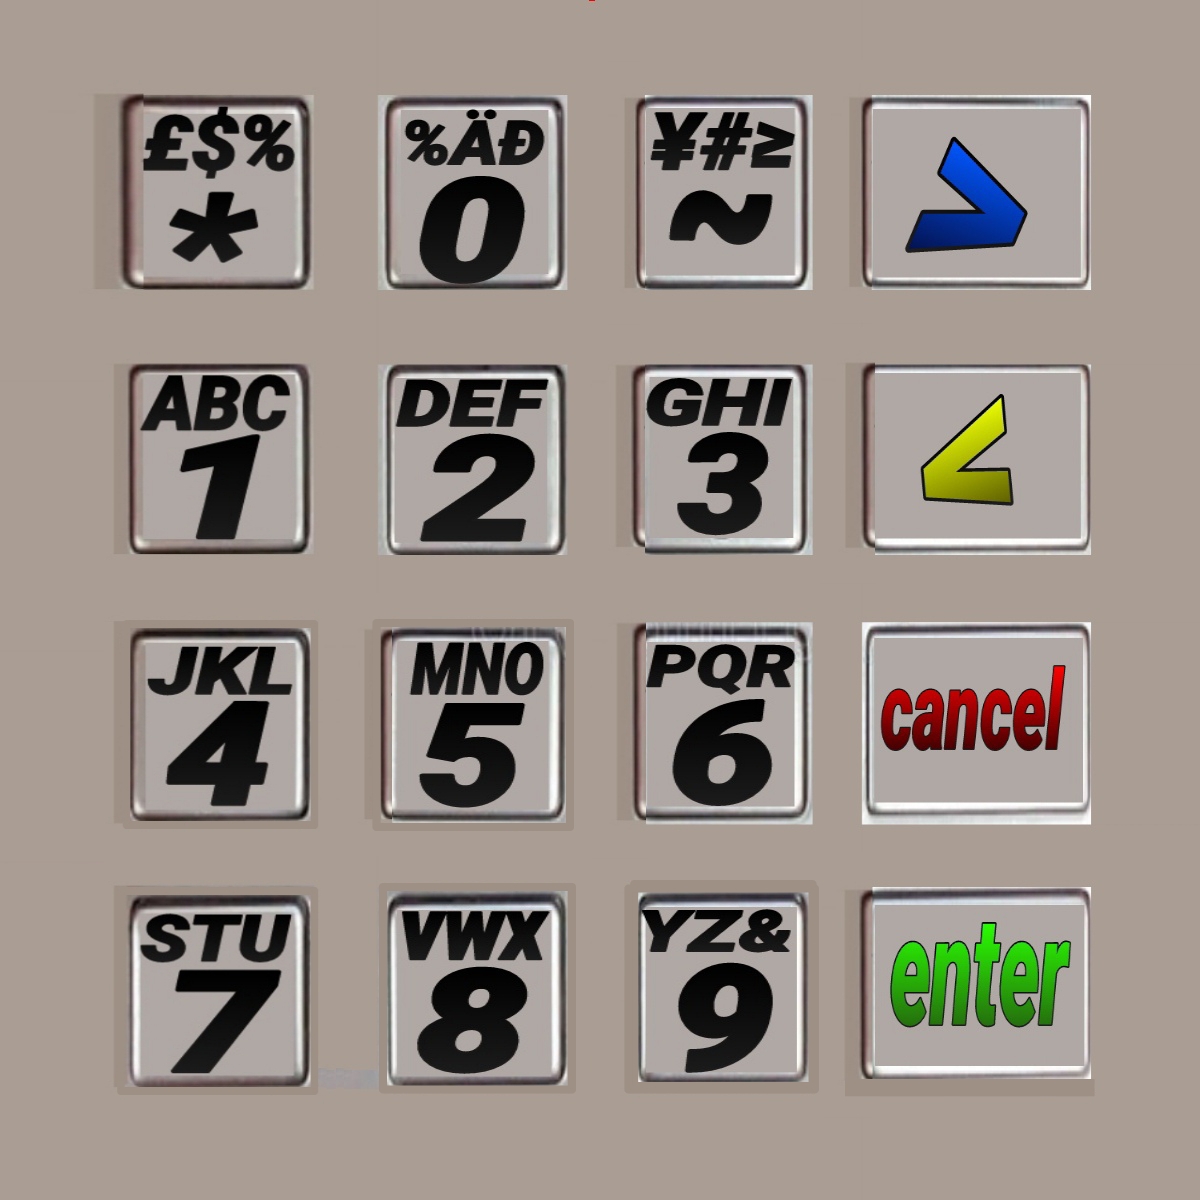 £$%
*
%ÄĐ
0
¥#≥
~
>
ABC
1
DEF
2
GHI
3
<
JKL
4
MNO
5
PQR
6
cancel
STU
7
VWX
8
YZ&
9
enter